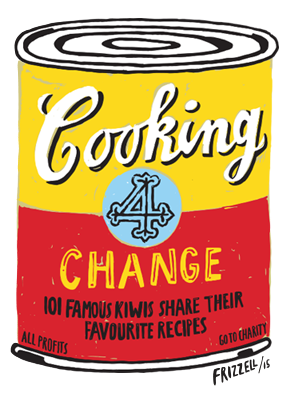 Cooking
4
CHANGE
101 FAMOUS KIWIS SHARE THEIR
FAVOURITE RECIPES
ALL PROFITS GO TO CHARITY
FRIZZELL/15